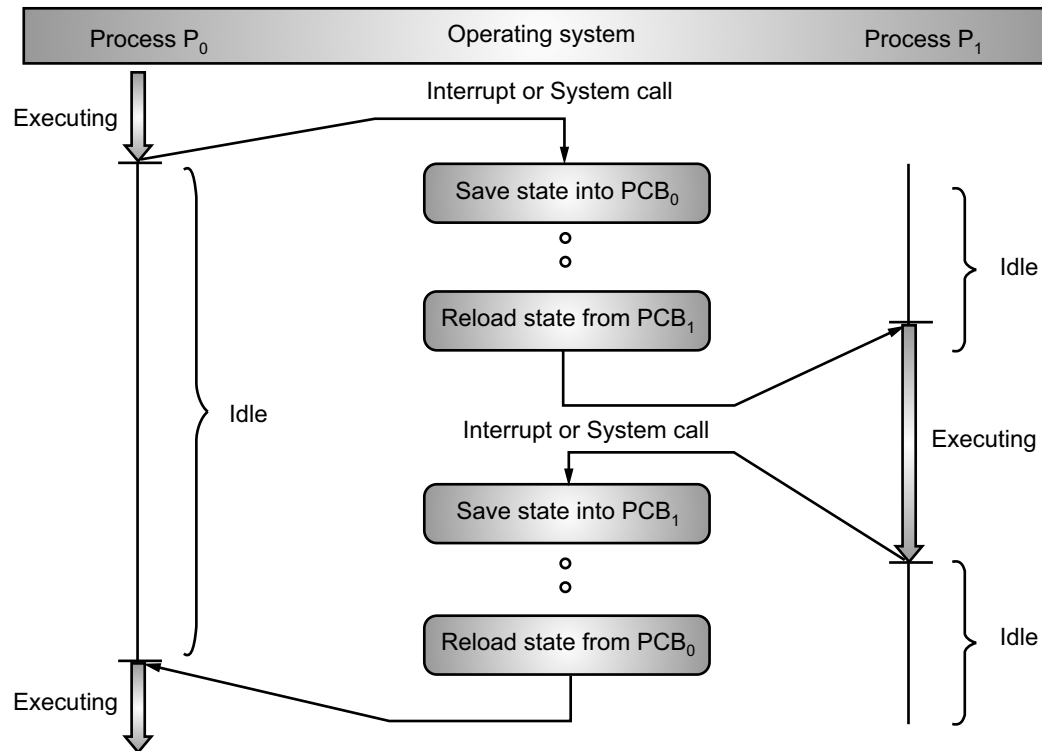 Process P₀ Operating system Process P₁
Interrupt or System call
Executing
Save state into PCB₀
Idle
Reload state from PCB₁
Idle
Interrupt or System call
Executing
Save state into PCB₁
Idle
Reload state from PCB₀
Executing